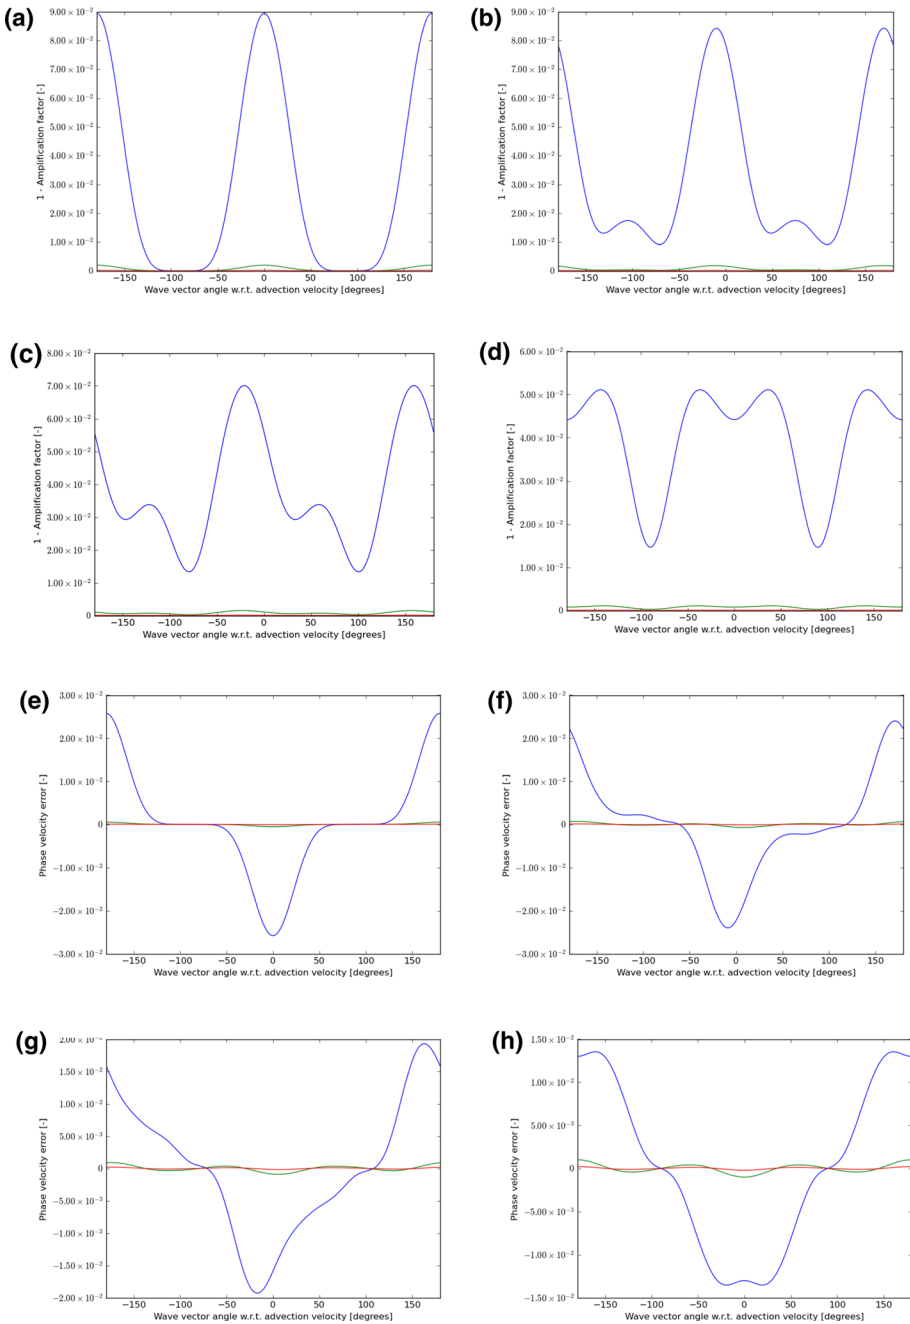 (a)
9.00 × 10⁻²
8.00 × 10⁻²
7.00 × 10⁻²
6.00 × 10⁻²
5.00 × 10⁻²
4.00 × 10⁻²
3.00 × 10⁻²
2.00 × 10⁻²
1.00 × 10⁻²
0
1 - Amplification factor [-]
−150 −100 −50 0 50 100 150
Wave vector angle w.r.t. advection velocity [degrees]
(b)
9.00 × 10⁻²
8.00 × 10⁻²
7.00 × 10⁻²
6.00 × 10⁻²
5.00 × 10⁻²
4.00 × 10⁻²
3.00 × 10⁻²
2.00 × 10⁻²
1.00 × 10⁻²
0
1 - Amplification factor [-]
−150 −100 −50 0 50 100 150
Wave vector angle w.r.t. advection velocity [degrees]
(c)
8.00 × 10⁻²
7.00 × 10⁻²
6.00 × 10⁻²
5.00 × 10⁻²
4.00 × 10⁻²
3.00 × 10⁻²
2.00 × 10⁻²
1.00 × 10⁻²
0
1 - Amplification factor [-]
−150 −100 −50 0 50 100 150
Wave vector angle w.r.t. advection velocity [degrees]
(d)
6.00 × 10⁻²
5.00 × 10⁻²
4.00 × 10⁻²
3.00 × 10⁻²
2.00 × 10⁻²
1.00 × 10⁻²
0
1 - Amplification factor [-]
−150 −100 −50 0 50 100 150
Wave vector angle w.r.t. advection velocity [degrees]
(e)
3.00 × 10⁻²
2.00 × 10⁻²
1.00 × 10⁻²
0
−1.00 × 10⁻²
−2.00 × 10⁻²
−3.00 × 10⁻²
Phase velocity error [-]
−150 −100 −50 0 50 100 150
Wave vector angle w.r.t. advection velocity [degrees]
(f)
3.00 × 10⁻²
2.00 × 10⁻²
1.00 × 10⁻²
0
−1.00 × 10⁻²
−2.00 × 10⁻²
−3.00 × 10⁻²
Phase velocity error [-]
−150 −100 −50 0 50 100 150
Wave vector angle w.r.t. advection velocity [degrees]
(g)
2.00 × 10⁻²
1.50 × 10⁻²
1.00 × 10⁻²
5.00 × 10⁻³
0
−5.00 × 10⁻³
−1.00 × 10⁻²
−1.50 × 10⁻²
−2.00 × 10⁻²
Phase velocity error [-]
−150 −100 −50 0 50 100 150
Wave vector angle w.r.t. advection velocity [degrees]
(h)
1.50 × 10⁻²
1.00 × 10⁻²
5.00 × 10⁻³
0
−5.00 × 10⁻³
−1.00 × 10⁻²
−1.50 × 10⁻²
Phase velocity error [-]
−150 −100 −50 0 50 100 150
Wave vector angle w.r.t. advection velocity [degrees]